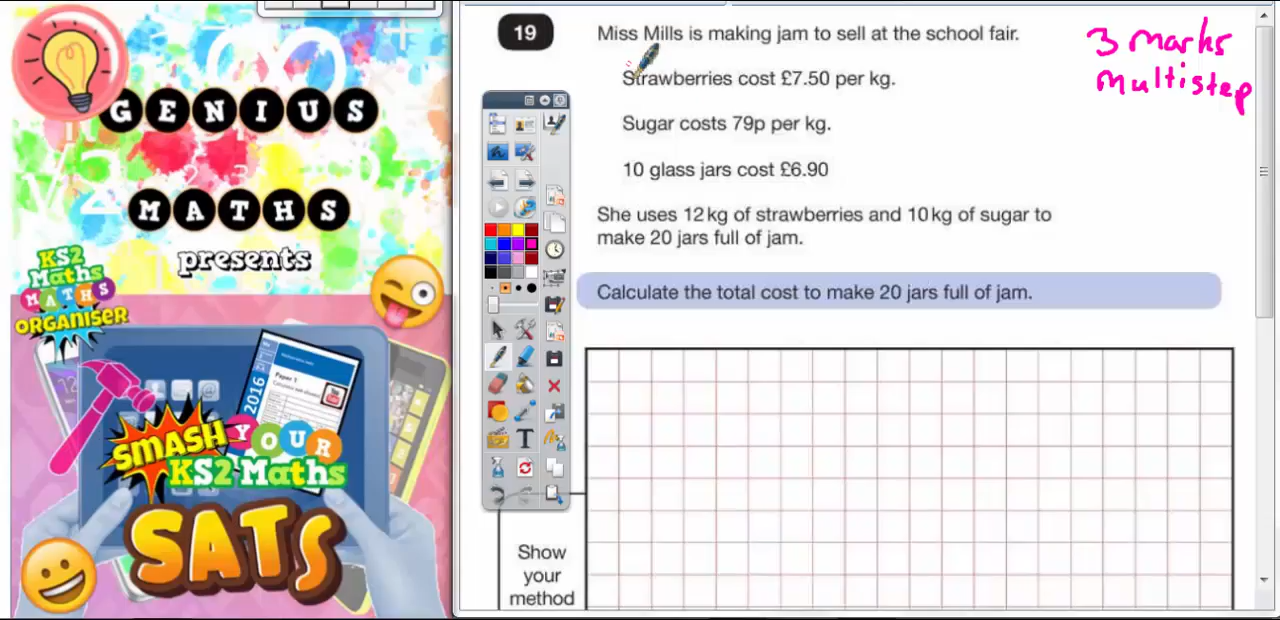 GENIUS
MATHS
presents
KS2
Maths
MATHS
ORGANISER
2016
Paper 1
SMASH YOUR
KS2 Maths
SATS
19
Miss Mills is making jam to sell at the school fair.
3 marks
multistep
Strawberries cost £7.50 per kg.
Sugar costs 79p per kg.
10 glass jars cost £6.90
She uses 12 kg of strawberries and 10 kg of sugar to
make 20 jars full of jam.
Calculate the total cost to make 20 jars full of jam.
T
Show
your
method